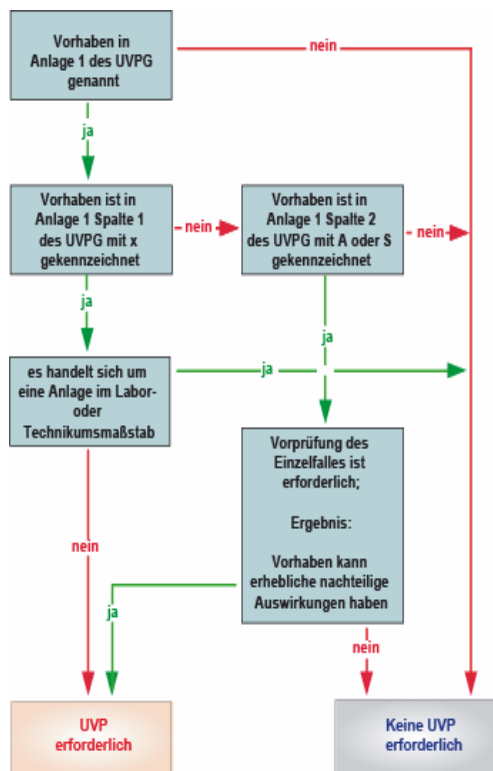 Vorhaben in
Anlage 1 des UVPG
genannt
nein
ja
Vorhaben ist in
Anlage 1 Spalte 1
des UVPG mit x
gekennzeichnet
nein
Vorhaben ist in
Anlage 1 Spalte 2
des UVPG mit A oder S
gekennzeichnet
nein
ja
ja
es handelt sich um
eine Anlage im Labor-
oder
Technikumsmaßstab
ja
Vorprüfung des
Einzelfalles ist
erforderlich;
Ergebnis:
Vorhaben kann
erhebliche nachteilige
Auswirkungen haben
nein
ja
nein
UVP
erforderlich
Keine UVP
erforderlich